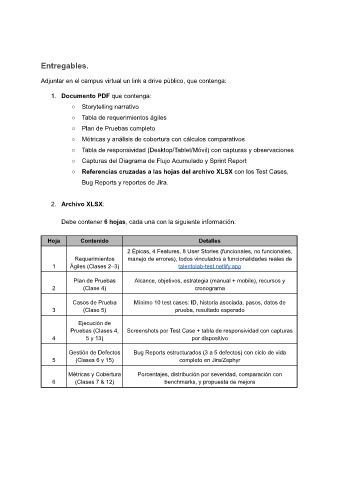 Entregables.
Adjuntar en el campus virtual un link a drive público, que contenga:
1. Documento PDF que contenga:
○ Storytelling narrativo
○ Tabla de requerimientos ágiles
○ Plan de Pruebas completo
○ Métricas y análisis de cobertura con cálculos comparativos
○ Tabla de responsividad (Desktop/Tablet/Móvil) con capturas y observaciones
○ Capturas del Diagrama de Flujo Acumulado y Sprint Report
○ Referencias cruzadas a las hojas del archivo XLSX con los Test Cases,
Bug Reports y reportes de Jira.
2. Archivo XLSX:
Debe contener 6 hojas, cada una con la siguiente información:
Hoja Contenido Detalles
1 Requerimientos Ágiles (Clases 2–3) 2 Épicas, 4 Features, 8 User Stories (funcionales, no funcionales,
manejo de errores), todos vinculados a funcionalidades reales de
talentolab-test.netlify.app
2 Plan de Pruebas (Clase 4) Alcance, objetivos, estrategia (manual + mobile), recursos y
cronograma
3 Casos de Prueba (Clase 5) Mínimo 10 test cases: ID, historia asociada, pasos, datos de
prueba, resultado esperado
4 Ejecución de Pruebas (Clases 4, 5 y 13) Screenshots por Test Case + tabla de responsividad con capturas
por dispositivo
5 Gestión de Defectos (Clases 6 y 15) Bug Reports estructurados (3 a 5 defectos) con ciclo de vida
completo en Jira/Zephyr
6 Métricas y Cobertura (Clases 7 & 12) Porcentajes, distribución por severidad, comparación con
benchmarks, y propuesta de mejora